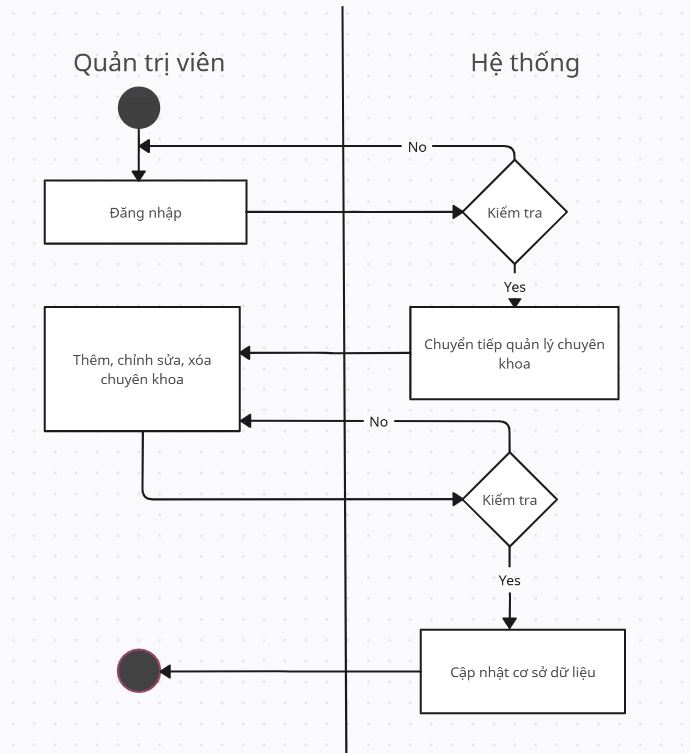 Quản trị viên
Hệ thống
No
Đăng nhập
Kiểm tra
Yes
Thêm, chỉnh sửa, xóa
chuyên khoa
Chuyển tiếp quản lý chuyên
khoa
No
Kiểm tra
Yes
Cập nhật cơ sở dữ liệu